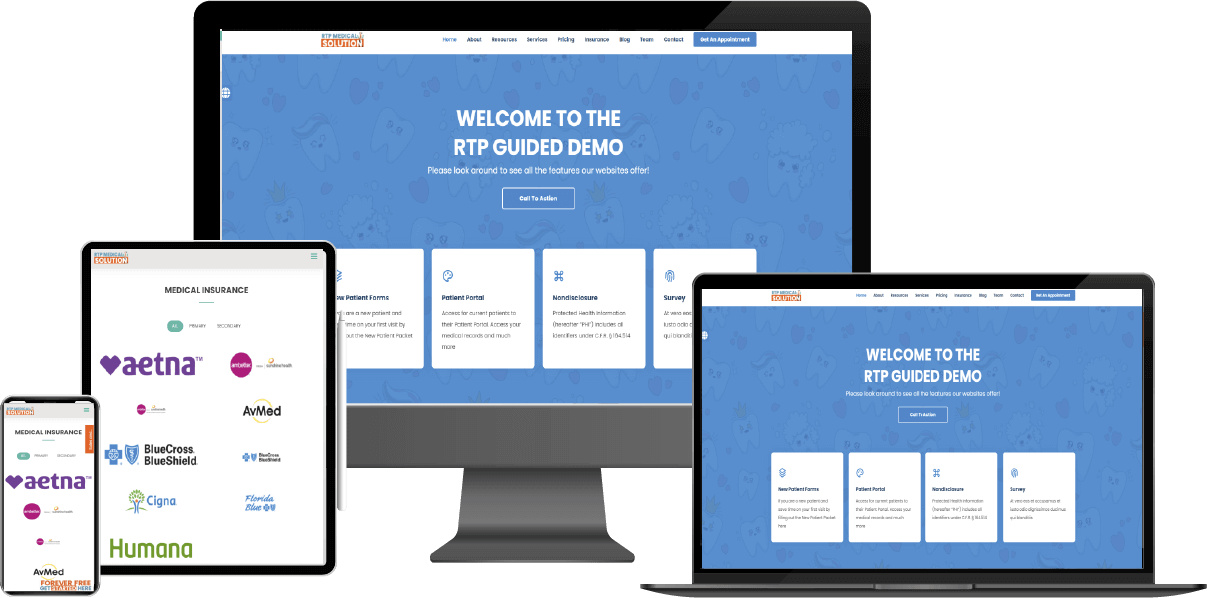 RTP MEDICAL
SOLUTION
Home About Resources Services Pricing Insurance Blog Team Contact Get An Appointment
WELCOME TO THE
RTP GUIDED DEMO
Please look around to see all the features our websites offer!
Call To Action
ew Patient Forms
are a new patient and
time on your first visit by
out the New Patient Packet
Patient Portal
Access for current patients to
their Patient Portal. Access your
medical records and much
more
Nondisclosure
Protected Health Information
(hereafter "PHI") includes all
identifiers under C.F.R. § 164.514
Survey
At vero eos
iusto odio d
qui blandit
RTP MEDICAL
SOLUTION
MEDICAL INSURANCE
All PRIMARY SECONDARY
aetna™
ambetter
sunshine health
AvMed
BlueCross
BlueShield
BlueCross
BlueShield
Cigna
Florida
Blue
Humana
RTP MEDICAL
SOLUTION
MEDICAL INSURANCE
All PRIMARY SECONDARY
aetna™
ambetter
AvMed
FOREVER FREE
GET STARTED HERE
RTP MEDICAL
SOLUTION
Home About Resources Services Pricing Insurance Blog Team Contact Get An Appointment
WELCOME TO THE
RTP GUIDED DEMO
Please look around to see all the features our websites offer!
Call To Action
New Patient Forms
If you are a new patient and
save time on your first visit by
filling out the New Patient Packet
here
Patient Portal
Access for current patients to
their Patient Portal. Access your
medical records and much
more
Nondisclosure
Protected Health Information
(hereafter "PHI") includes all
identifiers under C.F.R. § 164.514
Survey
At vero eos et accusamus et
iusto odio dignissimos ducimus
qui blanditiis